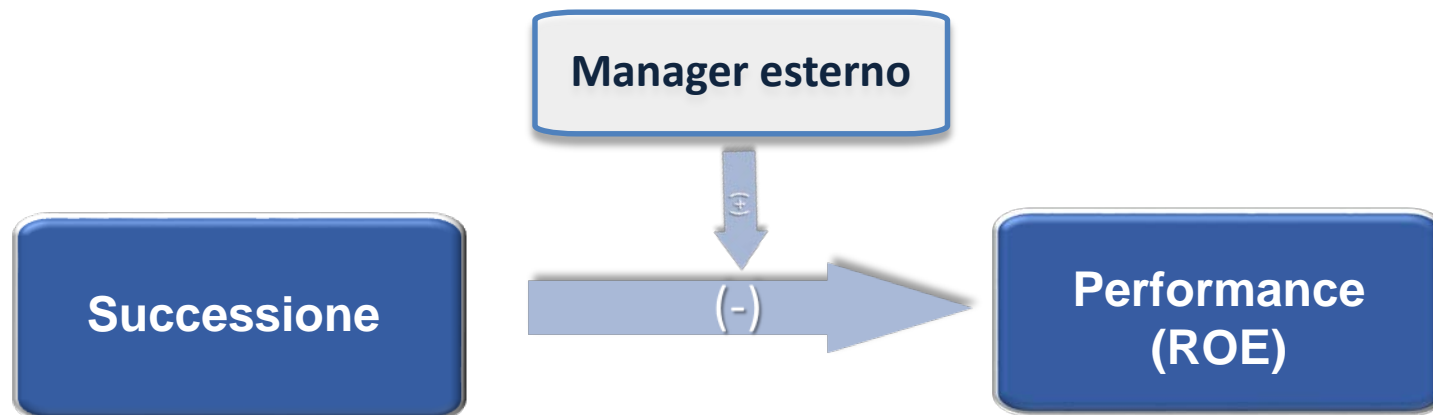 Manager esterno
(+)
Successione
(-)
Performance
(ROE)